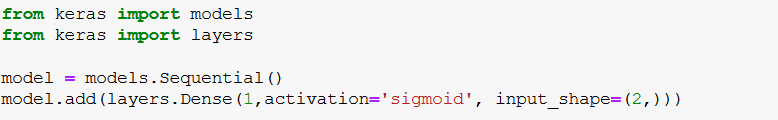 from keras import models
from keras import layers
model = models.Sequential()
model.add(layers.Dense(1,activation='sigmoid', input_shape=(2,)))